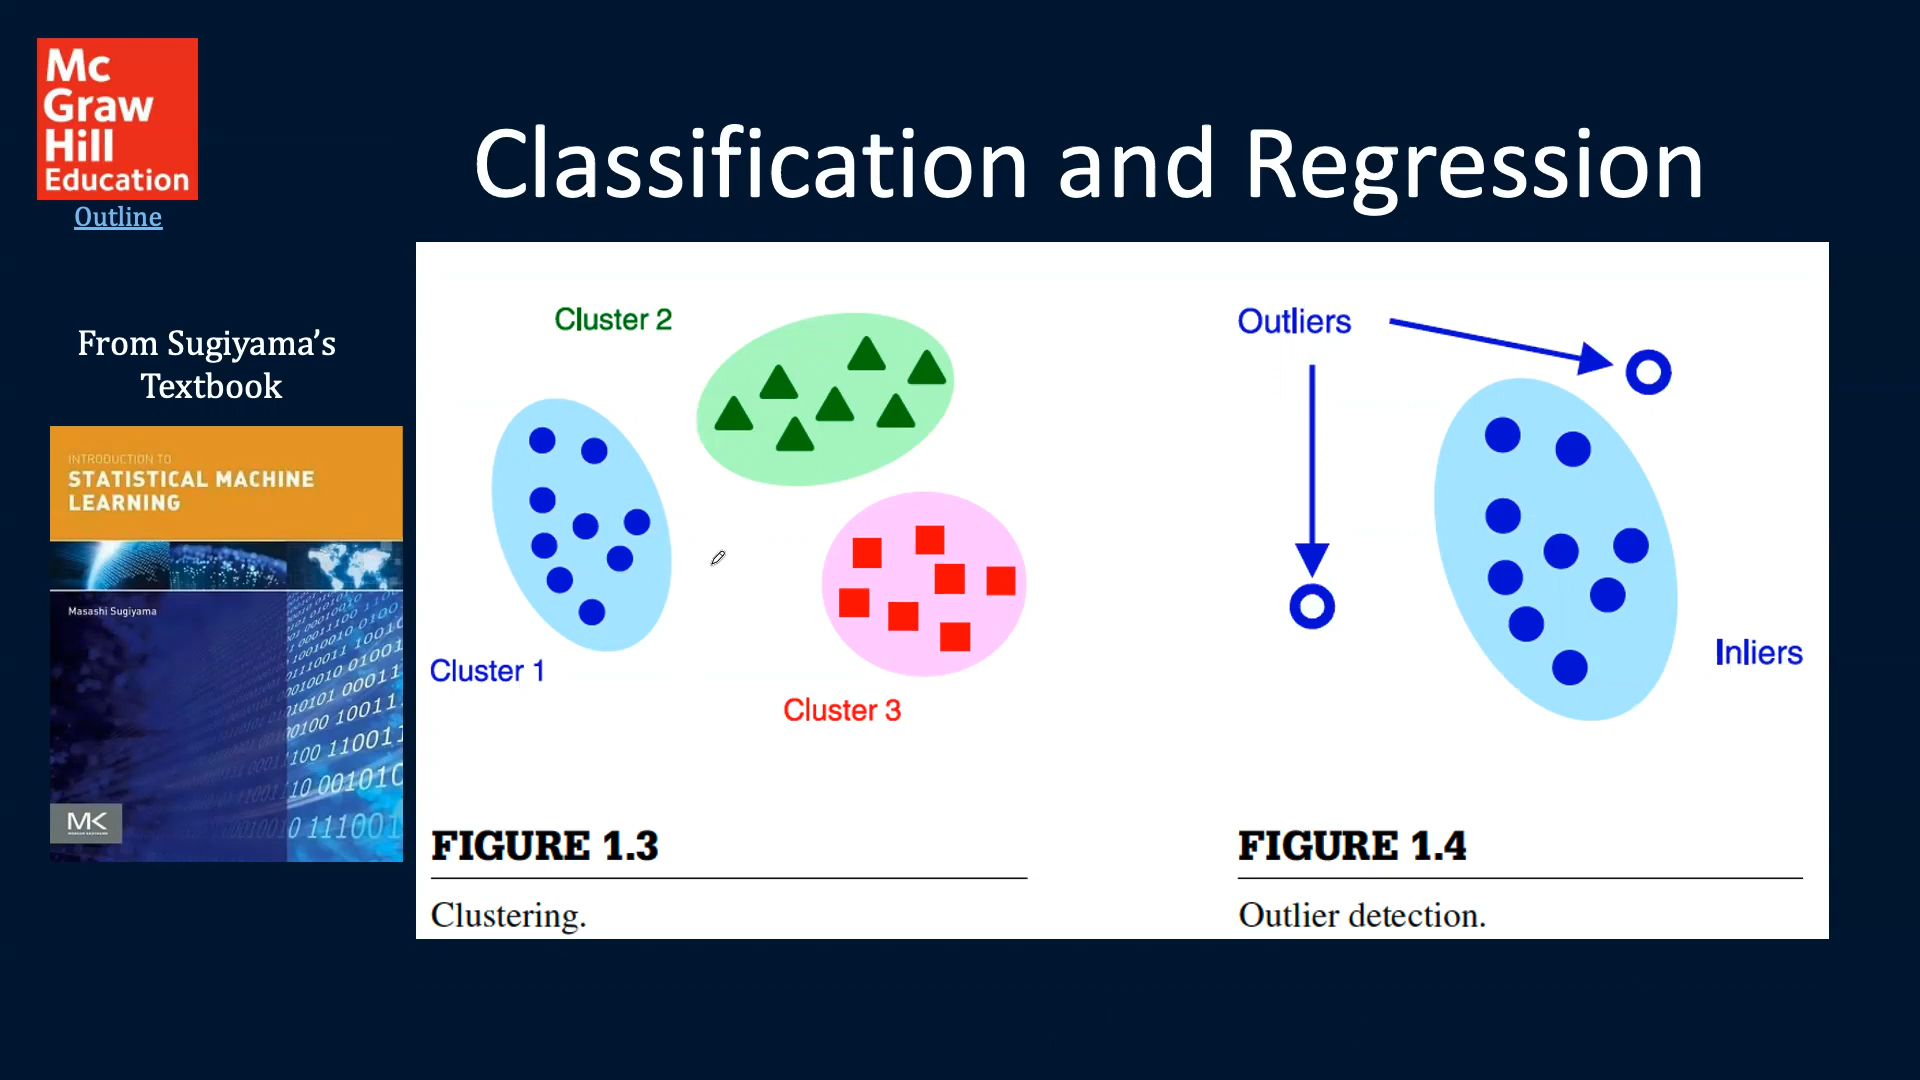 Mc
Graw
Hill
Education
Outline
Classification and Regression
From Sugiyama's
Textbook
INTRODUCTION TO
STATISTICAL MACHINE
LEARNING
Masashi Sugiyama
MK
Cluster 2
Cluster 1
Cluster 3
FIGURE 1.3
Clustering.
Outliers
Inliers
FIGURE 1.4
Outlier detection.